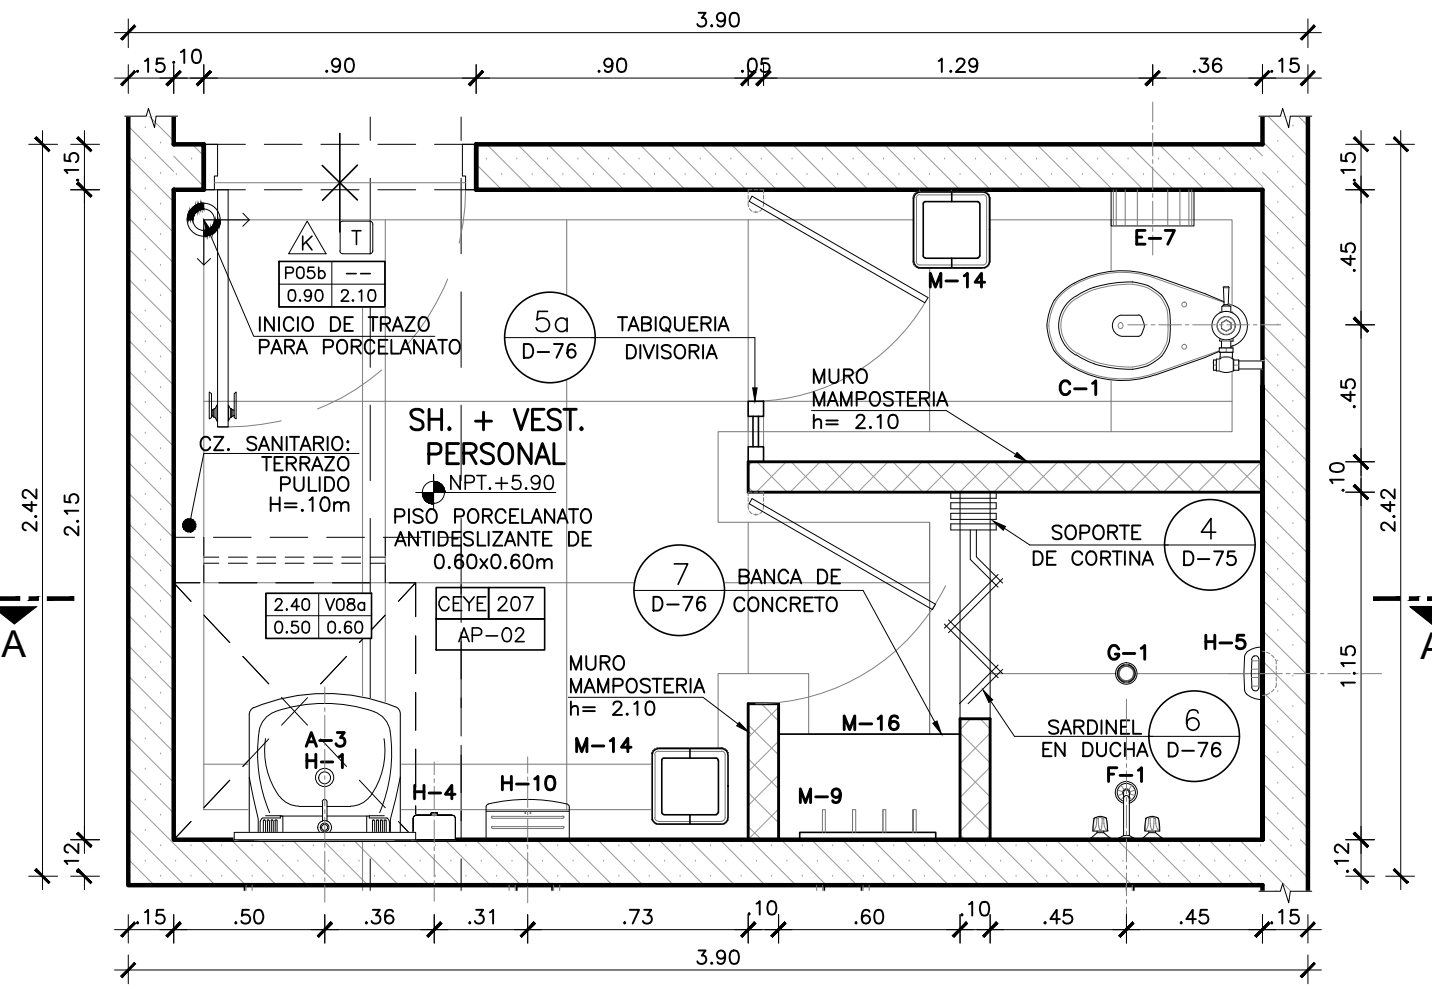 3.90
.15 .10 .90 .90 .05 1.29 .36 .15
.15
2.42
2.15
.12
K
T
P05b --
0.90 2.10
INICIO DE TRAZO
PARA PORCELANATO
5a
D-76
TABIQUERIA
DIVISORIA
M-14
E-7
C-1
MURO
MAMPOSTERIA
h= 2.10
SH. + VEST.
PERSONAL
NPT.+5.90
PISO PORCELANATO
ANTIDESLIZANTE DE
0.60x0.60m
CZ. SANITARIO:
TERRAZO
PULIDO
H=.10m
2.40 V08a
0.50 0.60
CEYE 207
AP-02
7
D-76
BANCA DE
CONCRETO
SOPORTE
DE CORTINA
4
D-75
MURO
MAMPOSTERIA
h= 2.10
G-1
H-5
SARDINEL
EN DUCHA
6
D-76
F-1
M-16
M-9
M-14
A-3
H-1
H-4
H-10
A
A
.15
.45
.45
.10
1.15
.12
2.42
.15 .50 .36 .31 .73 .10 .60 .10 .45 .45 .15
3.90